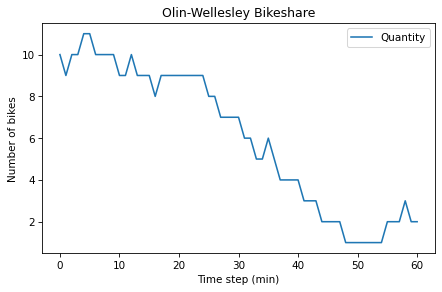 Olin-Wellesley Bikeshare
Quantity
10
8
6
4
2
Number of bikes
0 10 20 30 40 50 60
Time step (min)